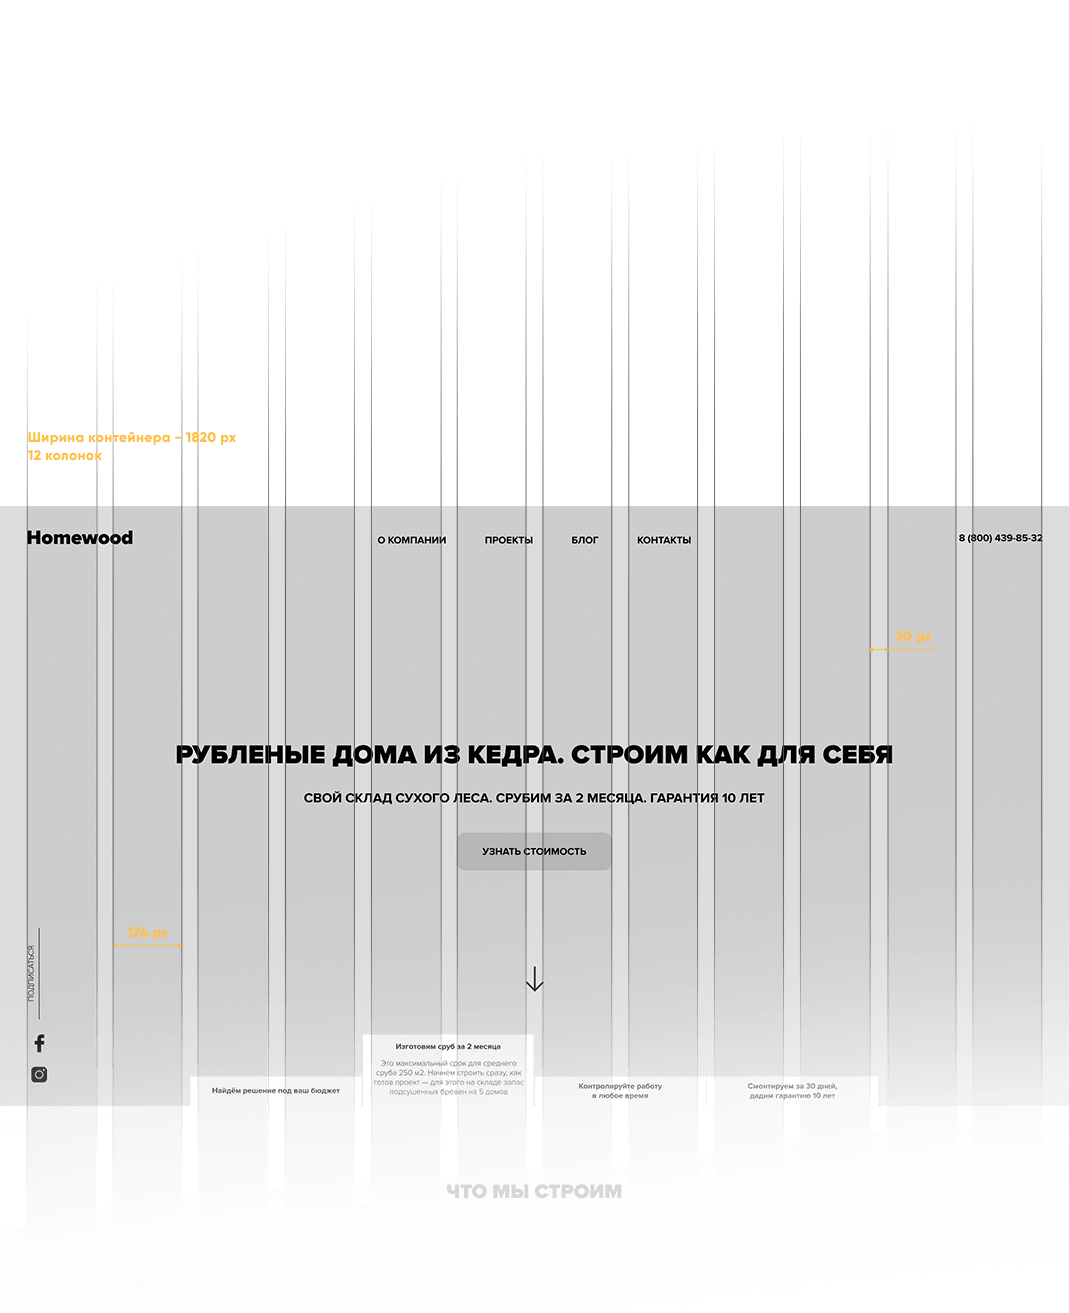 Ширина контейнера - 1820 px
12 колонок
Homewood
О КОМПАНИИ
ПРОЕКТЫ
БЛОГ
КОНТАКТЫ
8 (800) 439-85-32
30 px
РУБЛЕНЫЕ ДОМА ИЗ КЕДРА. СТРОИМ КАК ДЛЯ СЕБЯ
СВОЙ СКЛАД СУХОГО ЛЕСА. СРУБИМ ЗА 2 МЕСЯЦА. ГАРАНТИЯ 10 ЛЕТ
УЗНАТЬ СТОИМОСТЬ
124 px
ПОДПИСАТЬСЯ
Найдём решение под ваш бюджет
Изготовим сруб за 2 месяца
Это максимальный срок для среднего
сруба 250 м2. Начнём строить сразу, как
готов проект — для этого на складе запас
подсушенных брёвен на 5 домов
Контролируйте работу
в любое время
Смонтируем за 30 дней,
дадим гарантию 10 лет
ЧТО МЫ СТРОИМ